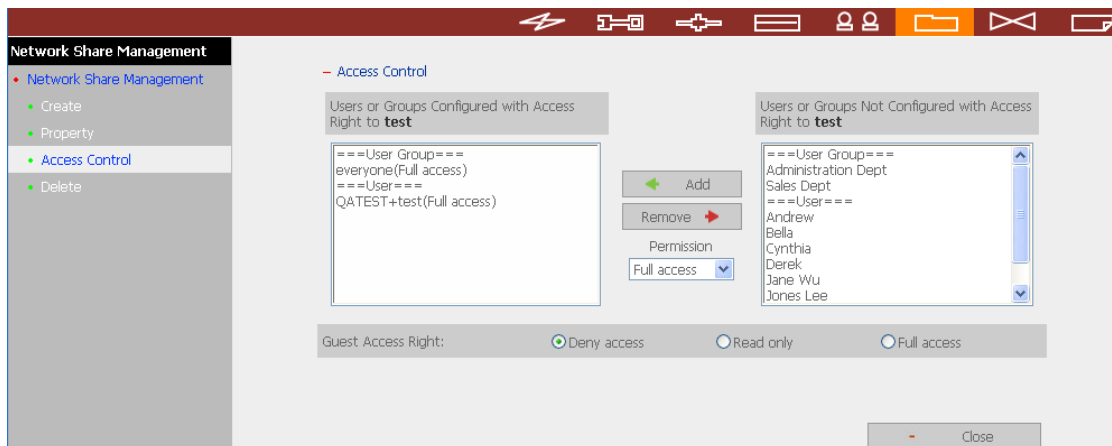 Network Share Management
Network Share Management
Create
Property
Access Control
Delete
– Access Control
Users or Groups Configured with Access
Right to test
===User Group===
everyone(Full access)
===User===
QATEST+test(Full access)
Add
Remove
Permission
Full access
Users or Groups Not Configured with Access
Right to test
===User Group===
Administration Dept
Sales Dept
===User===
Andrew
Bella
Cynthia
Derek
Jane Wu
Jones Lee
Guest Access Right: Deny access Read only Full access
- Close